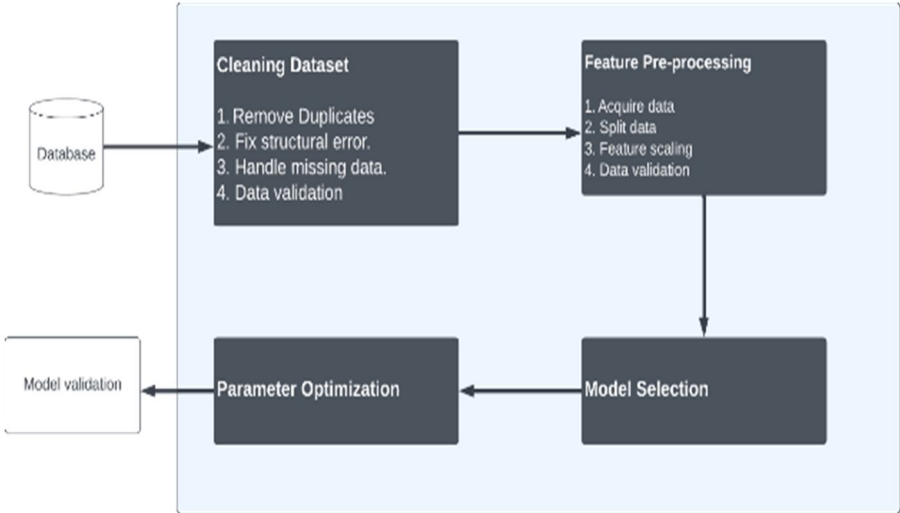 Cleaning Dataset
1. Remove Duplicates
2. Fix structural error.
3. Handle missing data.
4. Data validation
Feature Pre-processing
1. Acquire data
2. Split data
3. Feature scaling
4. Data validation
Database
Model validation
Parameter Optimization
Model Selection